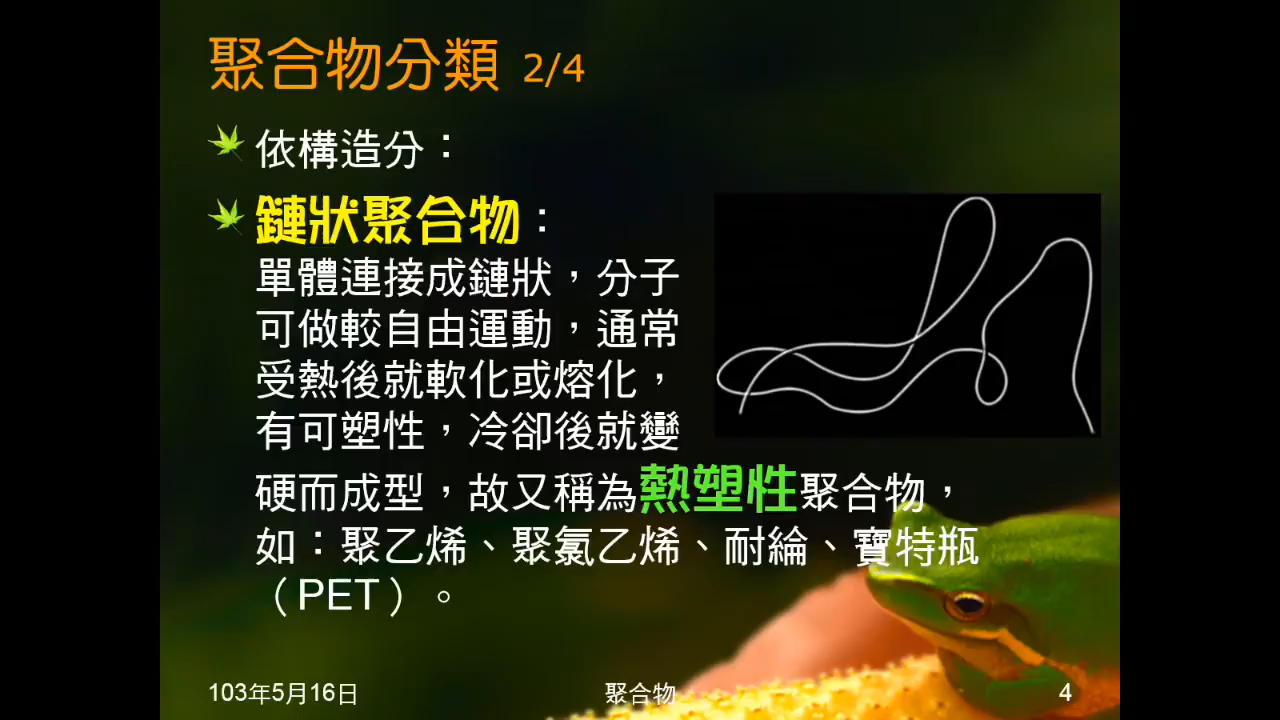 聚合物分類 2/4
依構造分：
鏈狀聚合物：
單體連接成鏈狀，分子
可做較自由運動，通常
受熱後就軟化或熔化，
有可塑性，冷卻後就變
硬而成型，故又稱為熱塑性聚合物，
如：聚乙烯、聚氯乙烯、耐綸、寶特瓶
（PET）。
103年5月16日
聚合物
4